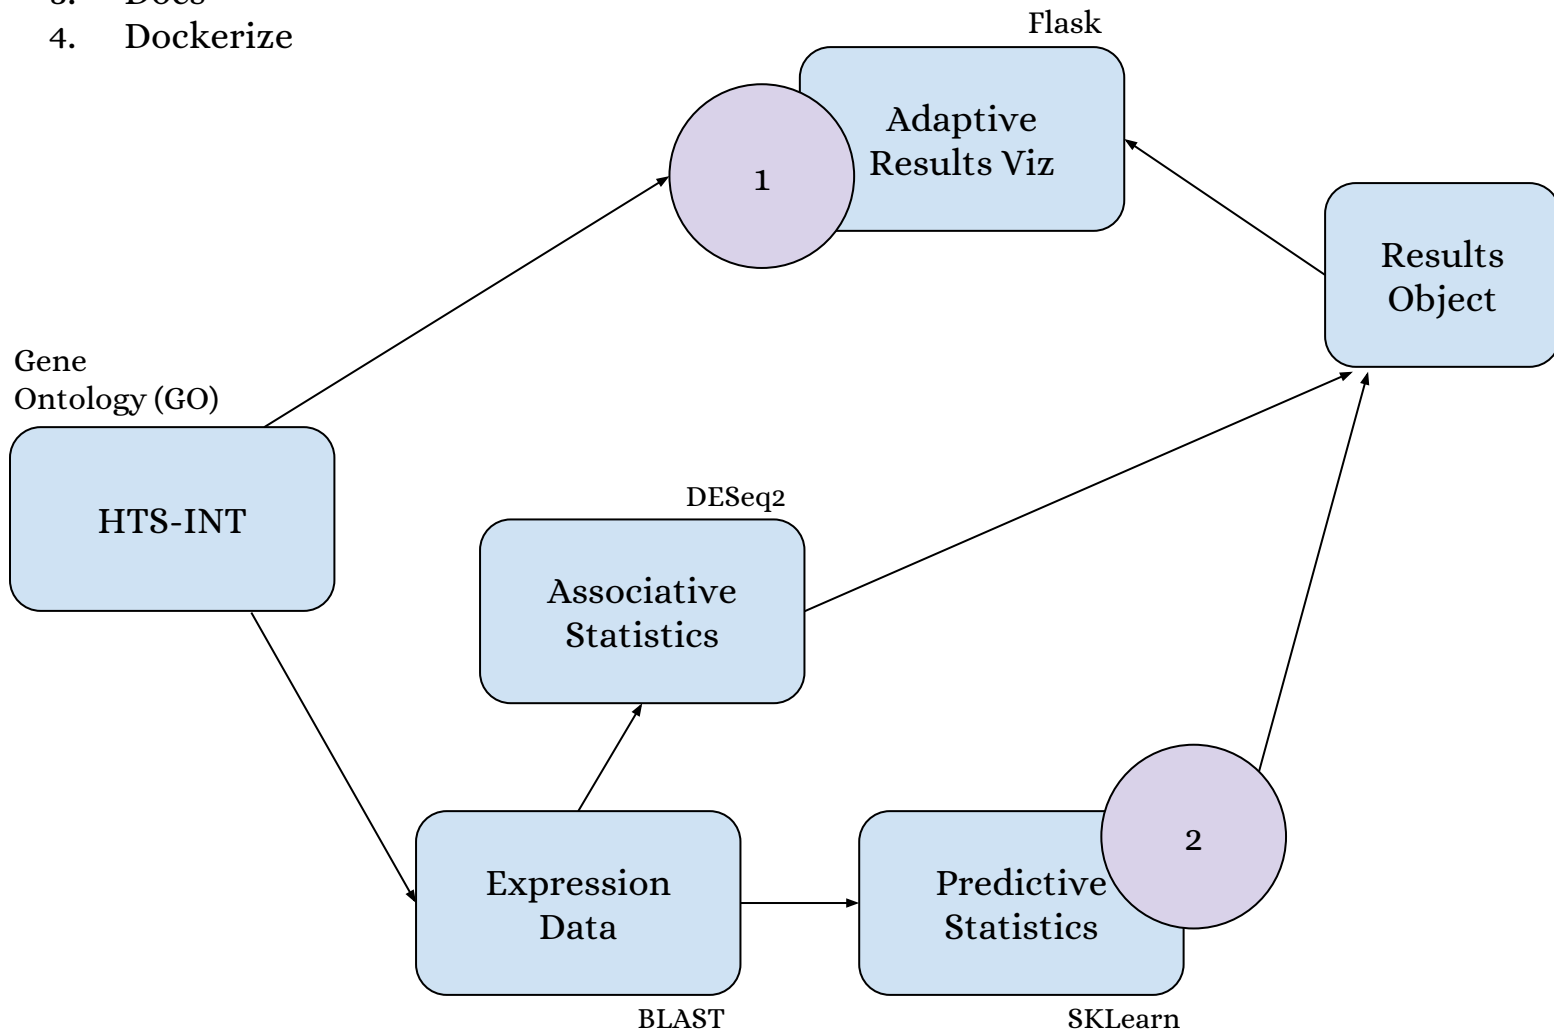 3. Docs
4. Dockerize
Flask
Adaptive
Results Viz
1
Results
Object
Gene
Ontology (GO)
HTS-INT
DESeq2
Associative
Statistics
2
Expression
Data
Predictive
Statistics
BLAST
SKLearn